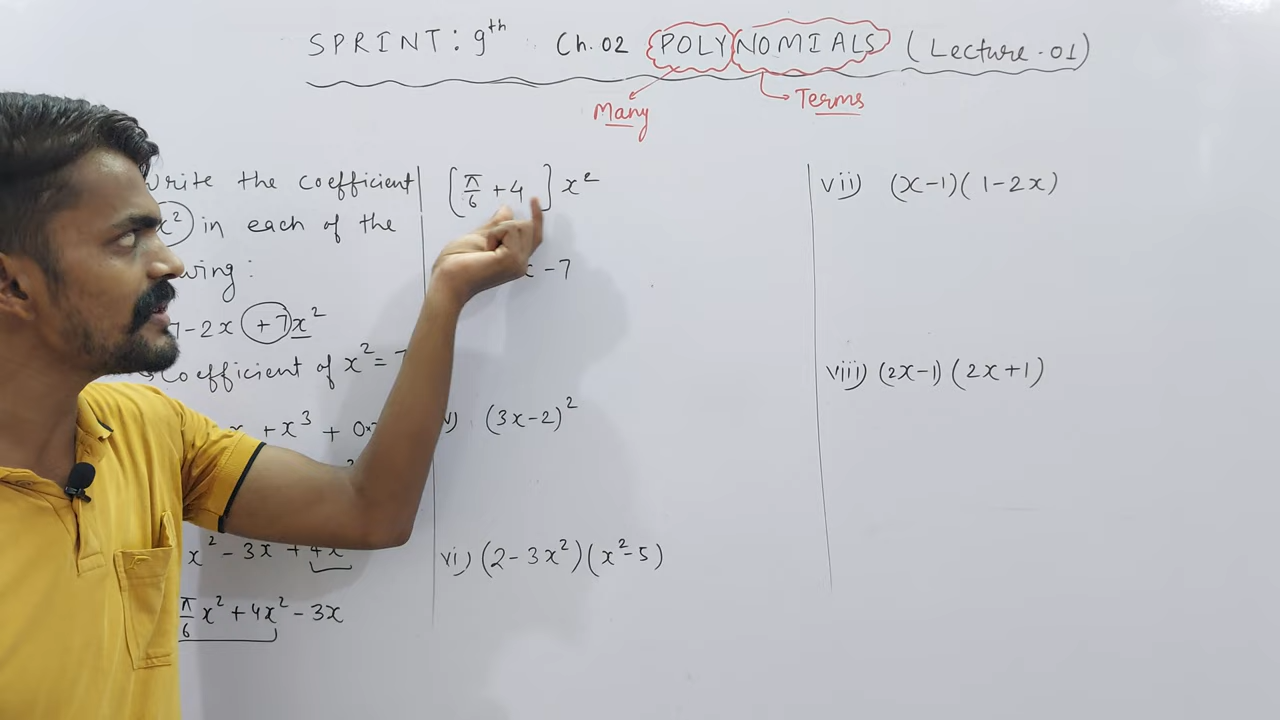 SPRINT: 9th Ch. 02 POLYNOMIALS (Lecture-01)
Many Terms
Write the coefficient
x² in each of the
wing:
7-2x +7x²
Coefficient of x² =
x + x³ + 0x
x² - 3x + 4x
π/6 x² + 4x² - 3x
[π/6 + 4] x²
x - 7
v) (3x-2)²
vi) (2-3x²)(x²-5)
vii) (x-1)(1-2x)
viii) (2x-1)(2x+1)